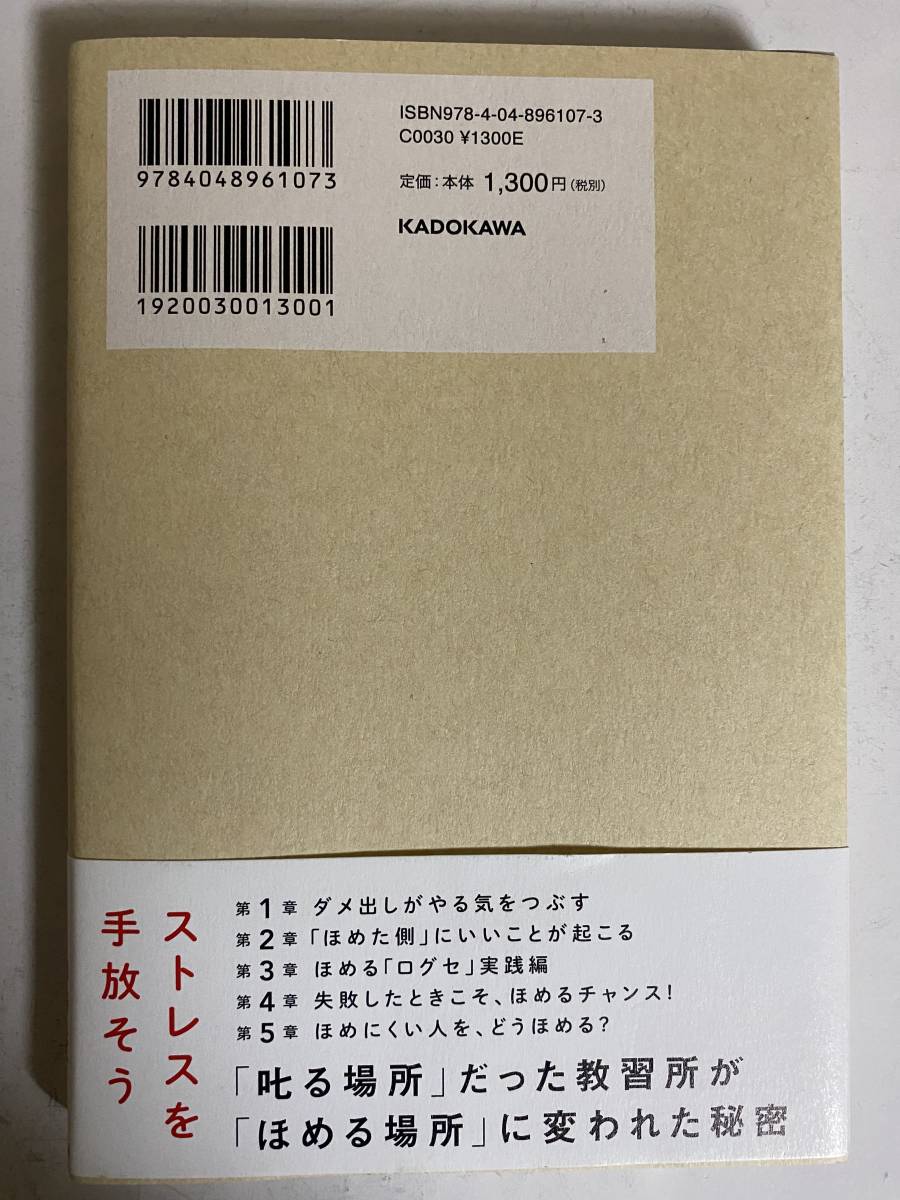 ISBN978-4-04-896107-3
C0030 ¥1300E
9784048961073
定価：本体 1,300円（税別）
KADOKAWA
1920030013001
ストレスを
手放そう
第1章 ダメ出しがやる気をつぶす
第2章 「ほめた側」にいいことが起こる
第3章 ほめる「口グセ」実践編
第4章 失敗したときこそ、ほめるチャンス！
第5章 ほめにくい人を、どうほめる？
「叱る場所」だった教習所が
「ほめる場所」に変われた秘密